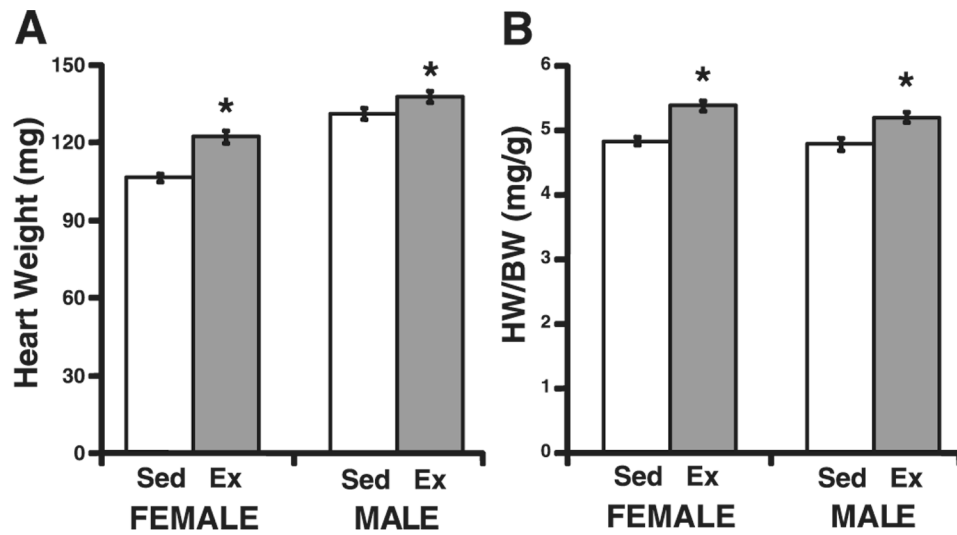 A
Heart Weight (mg)
150
120
90
60
30
0
*
*
Sed Ex Sed Ex
FEMALE MALE
B
HW/BW (mg/g)
6
5
4
3
2
1
0
*
*
Sed Ex Sed Ex
FEMALE MALE